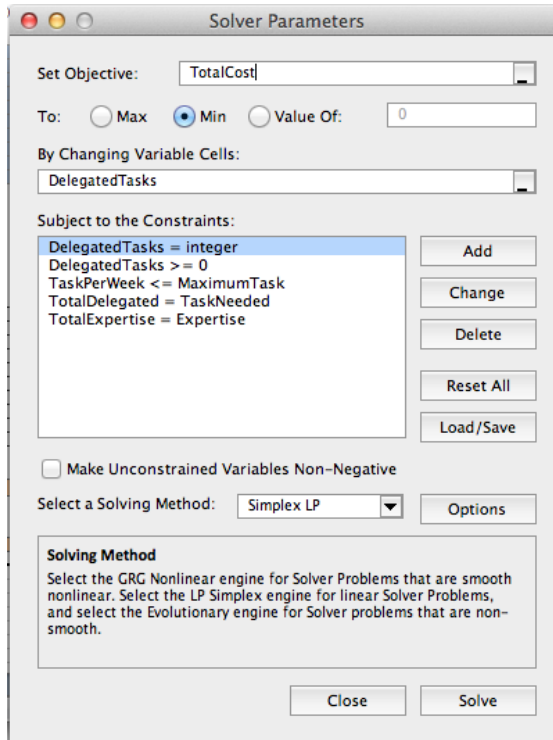 Solver Parameters
Set Objective: TotalCost
To: Max Min Value Of: 0
By Changing Variable Cells:
DelegatedTasks
Subject to the Constraints:
DelegatedTasks = integer
DelegatedTasks >= 0
TaskPerWeek <= MaximumTask
TotalDelegated = TaskNeeded
TotalExpertise = Expertise
Add
Change
Delete
Reset All
Load/Save
Make Unconstrained Variables Non-Negative
Select a Solving Method: Simplex LP Options
Solving Method
Select the GRG Nonlinear engine for Solver Problems that are smooth
nonlinear. Select the LP Simplex engine for linear Solver Problems,
and select the Evolutionary engine for Solver problems that are non-
smooth.
Close Solve